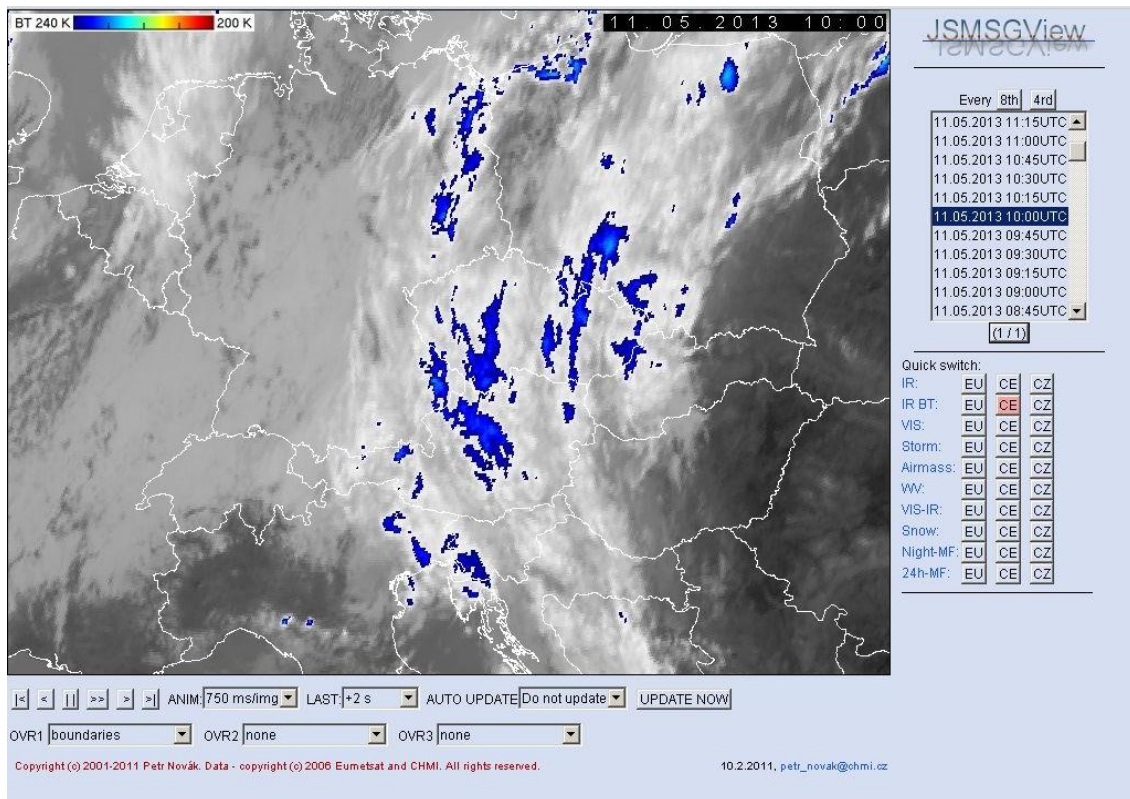 BT 240 K 200 K
11.05.2013 10:00
JSMSGView
Every 8th 4rd
11.05.2013 11:15UTC
11.05.2013 11:00UTC
11.05.2013 10:45UTC
11.05.2013 10:30UTC
11.05.2013 10:15UTC
11.05.2013 10:00UTC
11.05.2013 09:45UTC
11.05.2013 09:30UTC
11.05.2013 09:15UTC
11.05.2013 09:00UTC
11.05.2013 08:45UTC
(1 / 1)
Quick switch:
IR: EU CE CZ
IR BT: EU CE CZ
VIS: EU CE CZ
Storm: EU CE CZ
Airmass: EU CE CZ
WV: EU CE CZ
VIS-IR: EU CE CZ
Snow: EU CE CZ
Night-MF: EU CE CZ
24h-MF: EU CE CZ
|< < || >> > >| ANIM: 750 ms/img LAST: +2 s AUTO UPDATE Do not update UPDATE NOW
OVR1 boundaries OVR2 none OVR3 none
Copyright (c) 2001-2011 Petr Novák. Data - copyright (c) 2006 Eumetsat and CHMI. All rights reserved. 10.2.2011, petr_novak@chmi.cz